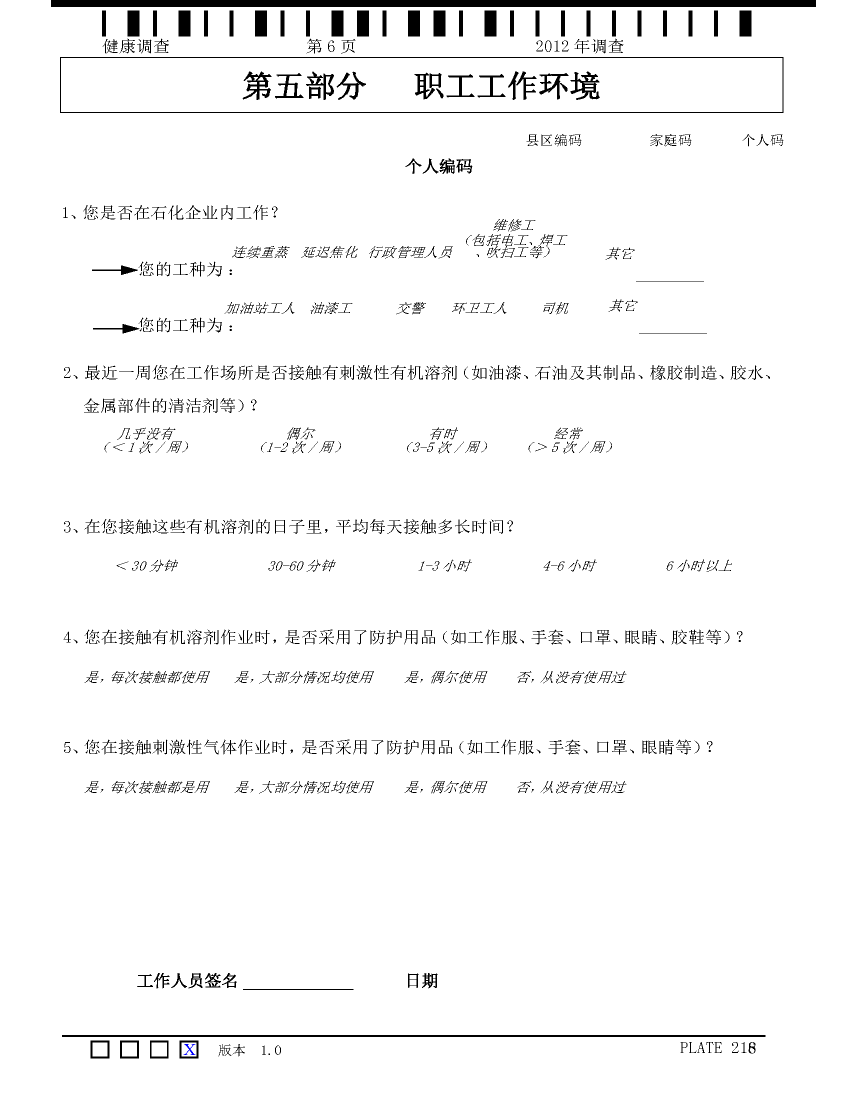 健康调查 第 6 页 2012 年调查
第五部分 职工工作环境
县区编码 家庭码 个人码
个人编码
1、您是否在石化企业内工作？
维修工
（包括电工、焊工
连续重蒸 延迟焦化 行政管理人员 、吹扫工等） 其它
您的工种为：
加油站工人 油漆工 交警 环卫工人 司机 其它
您的工种为：
2、最近一周您在工作场所是否接触有刺激性有机溶剂（如油漆、石油及其制品、橡胶制造、胶水、
金属部件的清洁剂等）？
几乎没有 偶尔 有时 经常
（＜1 次／周） （1-2 次／周） （3-5 次／周） （＞5 次／周）
3、在您接触这些有机溶剂的日子里，平均每天接触多长时间？
＜30 分钟 30-60 分钟 1-3 小时 4-6 小时 6 小时以上
4、您在接触有机溶剂作业时，是否采用了防护用品（如工作服、手套、口罩、眼睛、胶鞋等）？
是，每次接触都使用 是，大部分情况均使用 是，偶尔使用 否，从没有使用过
5、您在接触刺激性气体作业时，是否采用了防护用品（如工作服、手套、口罩、眼睛等）？
是，每次接触都是用 是，大部分情况均使用 是，偶尔使用 否，从没有使用过
工作人员签名 日期
X 版本 1.0 PLATE 21